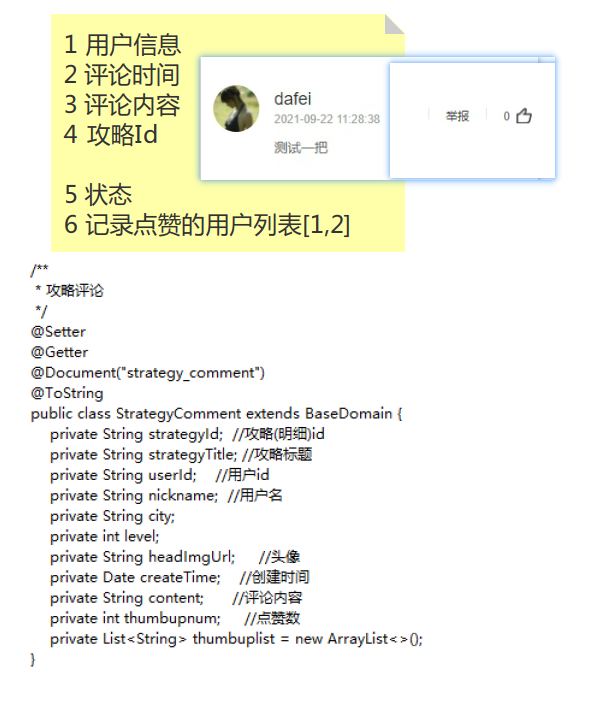 1 用户信息
2 评论时间
3 评论内容
4 攻略Id
5 状态
6 记录点赞的用户列表[1,2]
dafei
2021-09-22 11:28:38
测试一把
举报
0
/**
* 攻略评论
*/
@Setter
@Getter
@Document("strategy_comment")
@ToString
public class StrategyComment extends BaseDomain {
private String strategyId; //攻略(明细)id
private String strategyTitle; //攻略标题
private String userId; //用户id
private String nickname; //用户名
private String city;
private int level;
private String headImgUrl; //头像
private Date createTime; //创建时间
private String content; //评论内容
private int thumbupnum; //点赞数
private List<String> thumbuplist = new ArrayList<>();
}